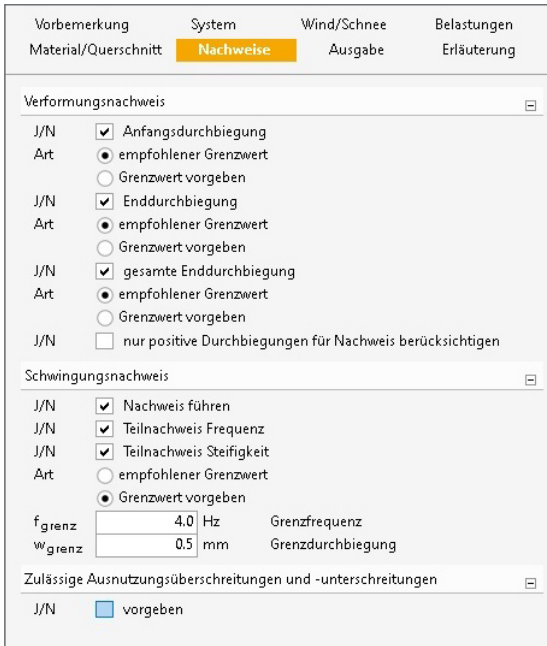 Vorbemerkung System Wind/Schnee Belastungen
Material/Querschnitt Nachweise Ausgabe Erläuterung
Verformungsnachweis
J/N Anfangsdurchbiegung
Art empfohlener Grenzwert
Grenzwert vorgeben
J/N Enddurchbiegung
Art empfohlener Grenzwert
Grenzwert vorgeben
J/N gesamte Enddurchbiegung
Art empfohlener Grenzwert
Grenzwert vorgeben
J/N nur positive Durchbiegungen für Nachweis berücksichtigen
Schwingungsnachweis
J/N Nachweis führen
J/N Teilnachweis Frequenz
J/N Teilnachweis Steifigkeit
Art empfohlener Grenzwert
Grenzwert vorgeben
f grenz 4.0 Hz Grenzfrequenz
w grenz 0.5 mm Grenzdurchbiegung
Zulässige Ausnutzungsüberschreitungen und -unterschreitungen
J/N vorgeben